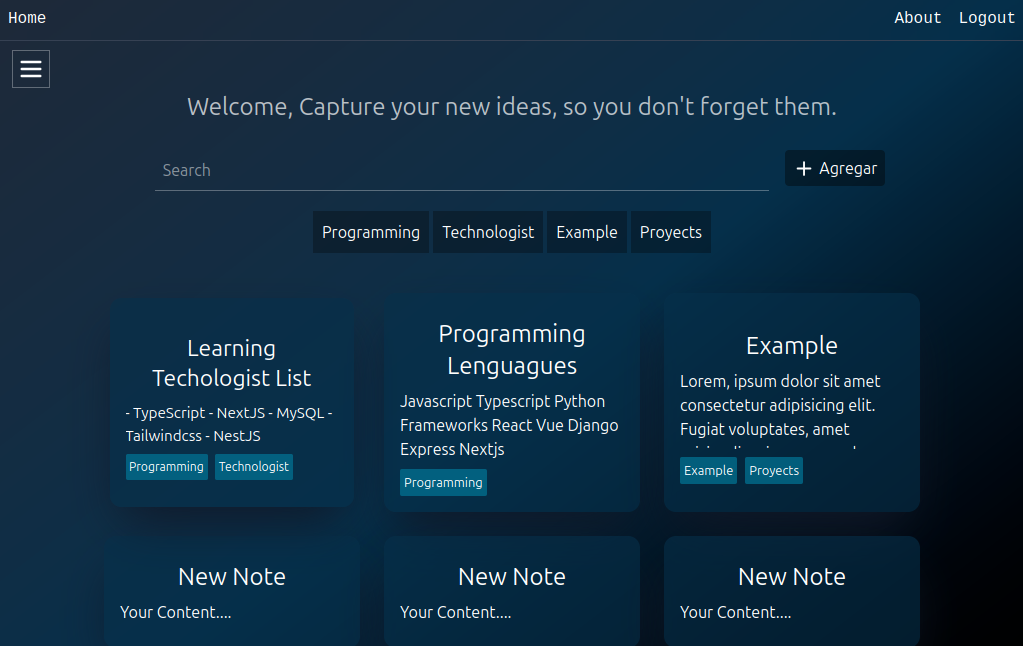 Home About Logout
Welcome, Capture your new ideas, so you don't forget them.
Search
Agregar
Programming Technologist Example Proyects
Learning
Techologist List
- TypeScript - NextJS - MySQL -
Tailwindcss - NestJS
Programming Technologist
Programming
Lenguagues
Javascript Typescript Python
Frameworks React Vue Django
Express Nextjs
Programming
Example
Lorem, ipsum dolor sit amet
consectetur adipisicing elit.
Fugiat voluptates, amet
Example Proyects
New Note
Your Content....
New Note
Your Content....
New Note
Your Content....